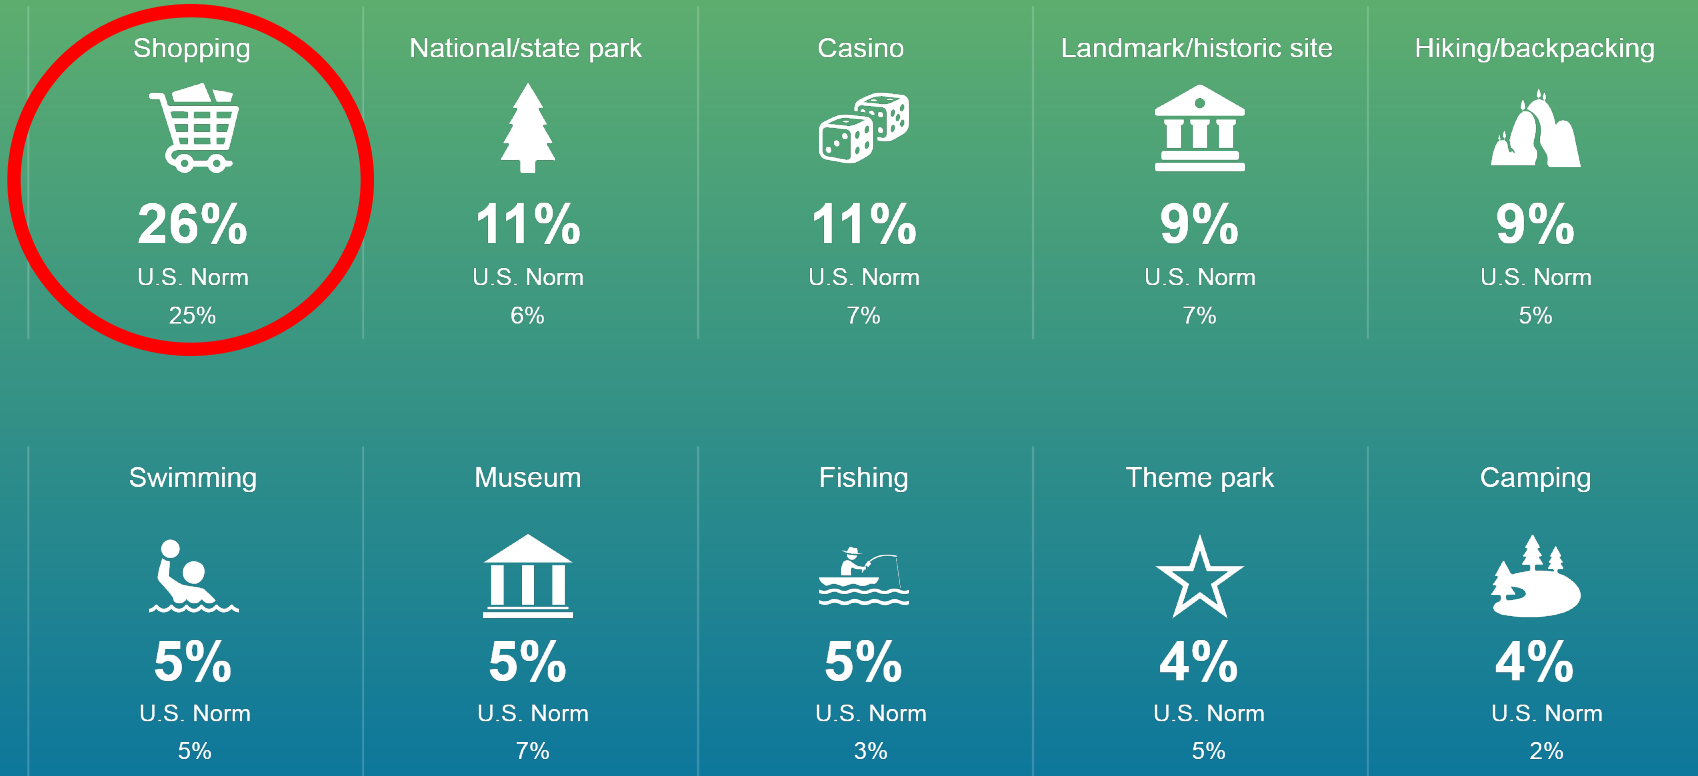 Shopping
26%
U.S. Norm
25%
National/state park
11%
U.S. Norm
6%
Casino
11%
U.S. Norm
7%
Landmark/historic site
9%
U.S. Norm
7%
Hiking/backpacking
9%
U.S. Norm
5%
Swimming
5%
U.S. Norm
5%
Museum
5%
U.S. Norm
7%
Fishing
5%
U.S. Norm
3%
Theme park
4%
U.S. Norm
5%
Camping
4%
U.S. Norm
2%